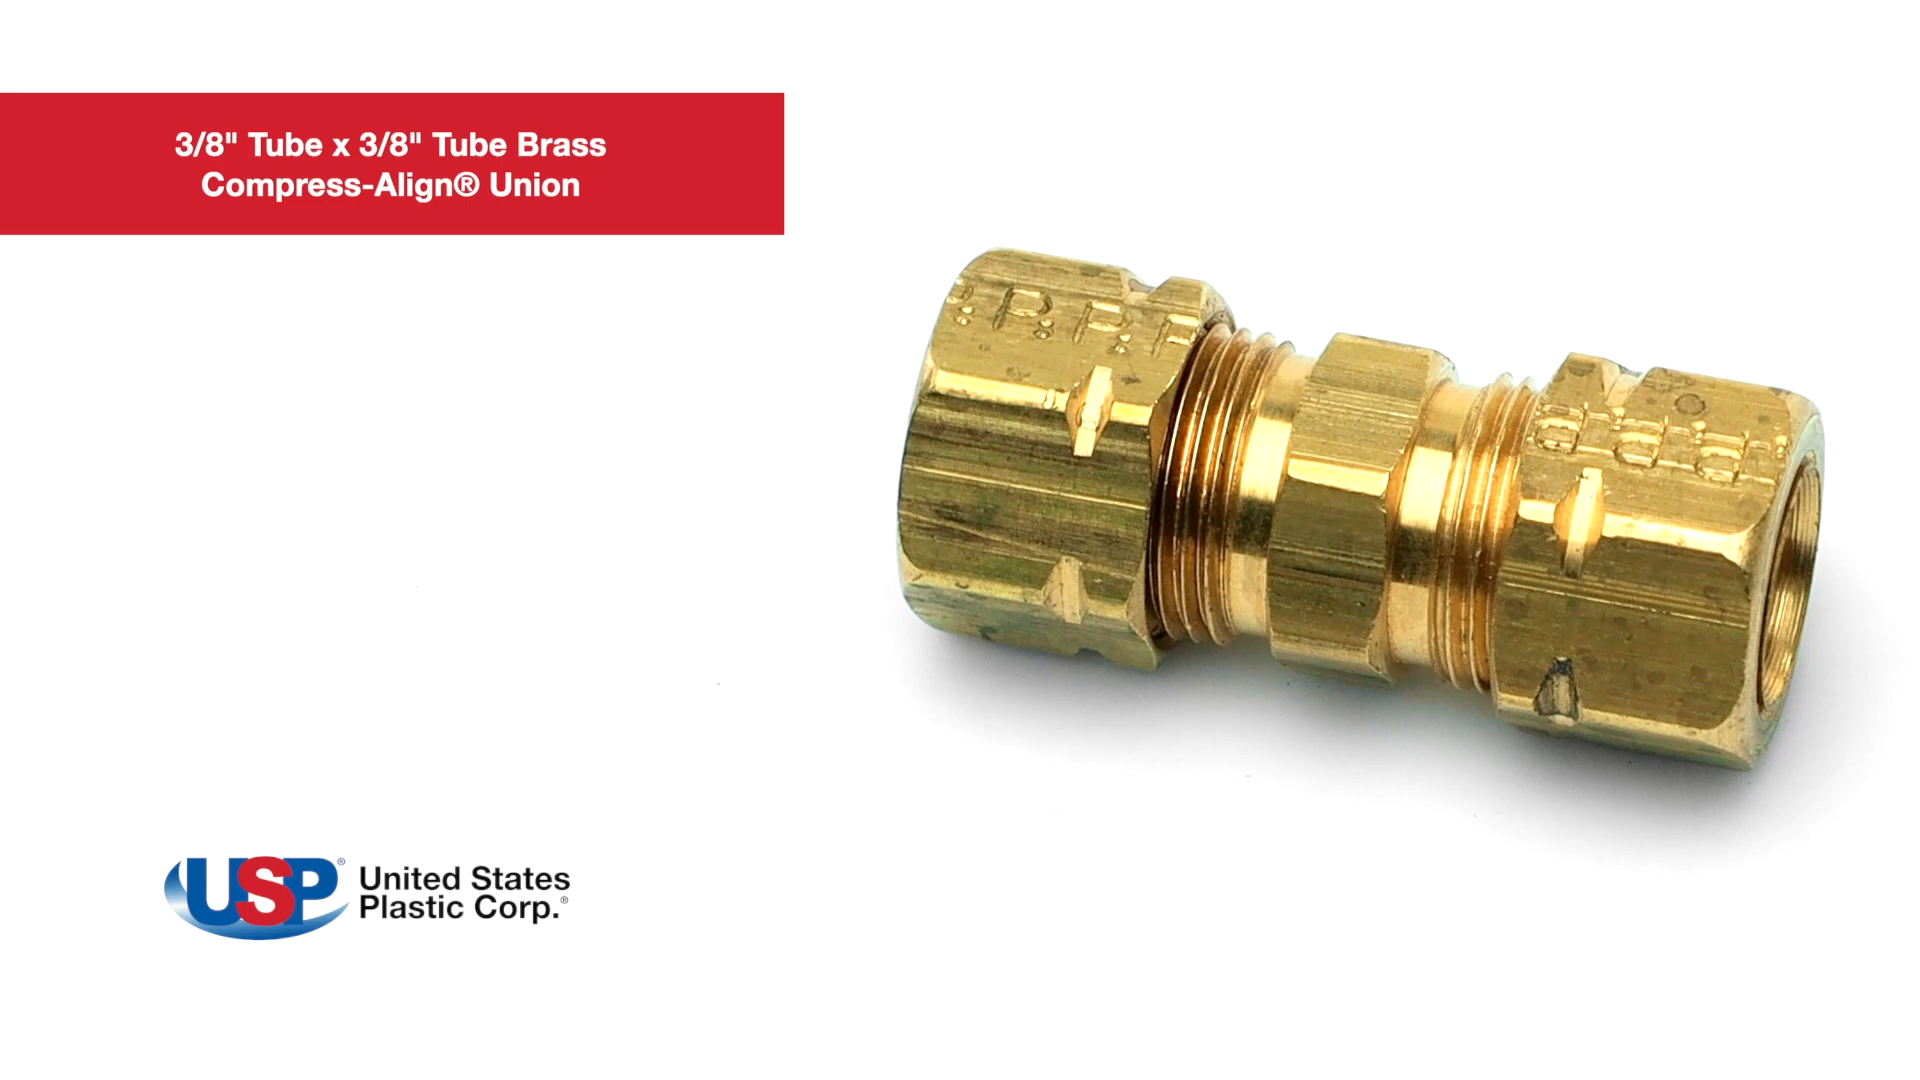 3/8" Tube x 3/8" Tube Brass
Compress-Align® Union
P.P.P
USP®
United States
Plastic Corp.®